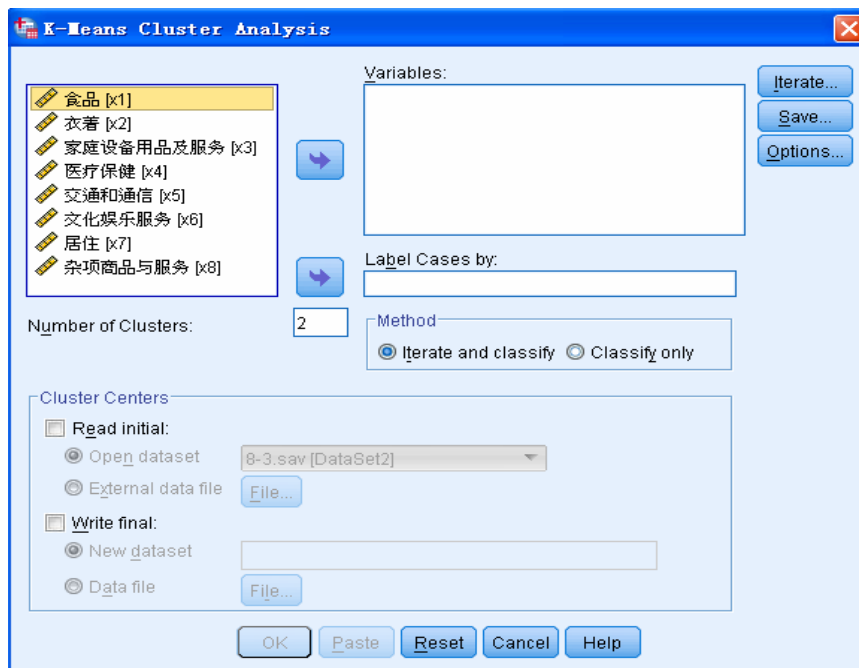 K-Means Cluster Analysis
Variables:
食品 [x1]
衣着 [x2]
家庭设备用品及服务 [x3]
医疗保健 [x4]
交通和通信 [x5]
文化娱乐服务 [x6]
居住 [x7]
杂项商品与服务 [x8]
Iterate...
Save...
Options...
Label Cases by:
Number of Clusters: 2
Method
Iterate and classify Classify only
Cluster Centers
Read initial:
Open dataset 8-3.sav [DataSet2]
External data file File...
Write final:
New dataset
Data file File...
OK Paste Reset Cancel Help